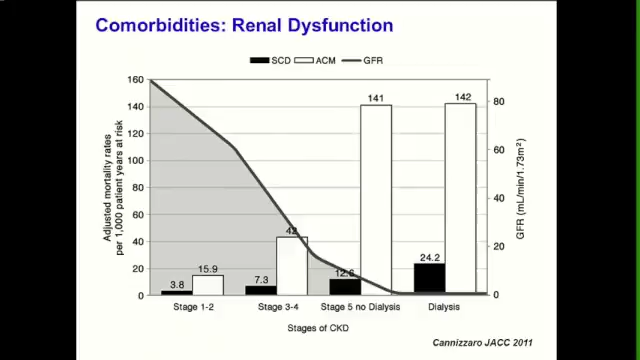 Comorbidities: Renal Dysfunction
SCD ACM GFR
160
140
120
100
80
60
40
20
0
Adjusted mortality rates
per 1,000 patient years at risk
3.8
15.9
7.3
42
12.6
141
24.2
142
80
60
40
20
0
GFR (mL/min/1.73m²)
Stage 1-2 Stage 3-4 Stage 5 no Dialysis Dialysis
Stages of CKD
Cannizzaro JACC 2011